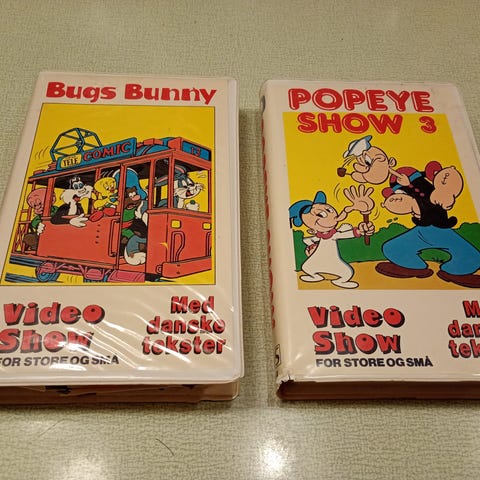 Bugs Bunny
TELE COMIC
Video
Show
FOR STORE OG SMÅ
Med
danske
tekster
POPEYE
SHOW 3
Video
Show
FOR STORE OG SMÅ